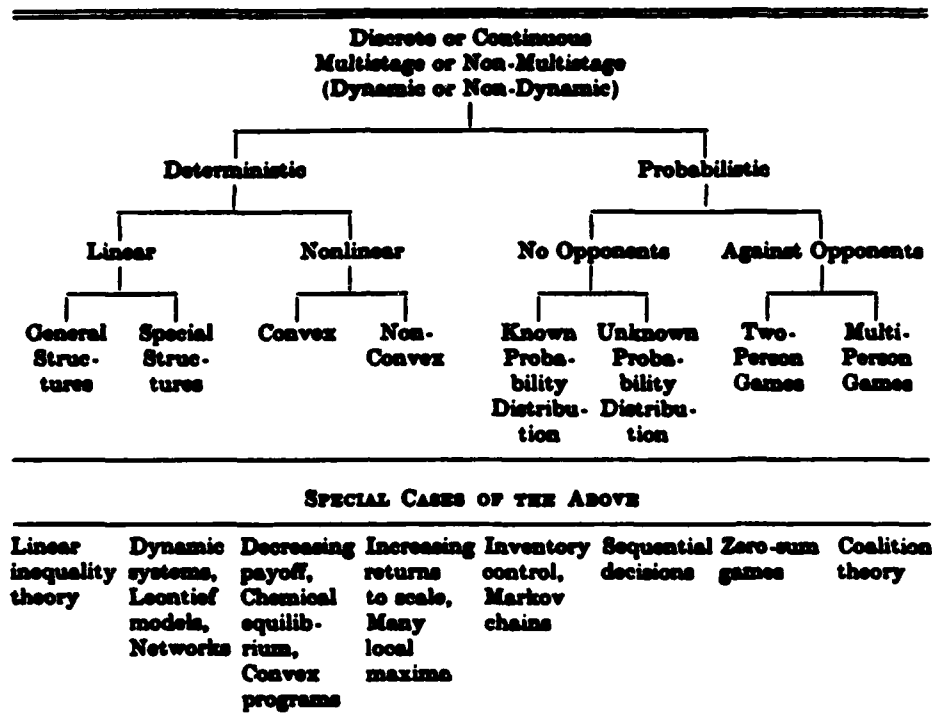 Discrete or Continuous
Multistage or Non-Multistage
(Dynamic or Non-Dynamic)
Deterministic Probabilistic
Linear Nonlinear No Opponents Against Opponents
General Special Convex Non- Known Unknown Two- Multi-
Struc- Struc- Convex Proba- Proba- Person Person
tures tures bility bility Games Games
Distribu- Distribu-
tion tion
SPECIAL CASES OF THE ABOVE
Linear Dynamic Decreasing Increasing Inventory Sequential Zero-sum Coalition
inequality systems, payoff, returns control, decisions games theory
theory Leontief Chemical to scale, Markov
models, equilib- Many chains
Networks rium, local
Convex maxima
programs